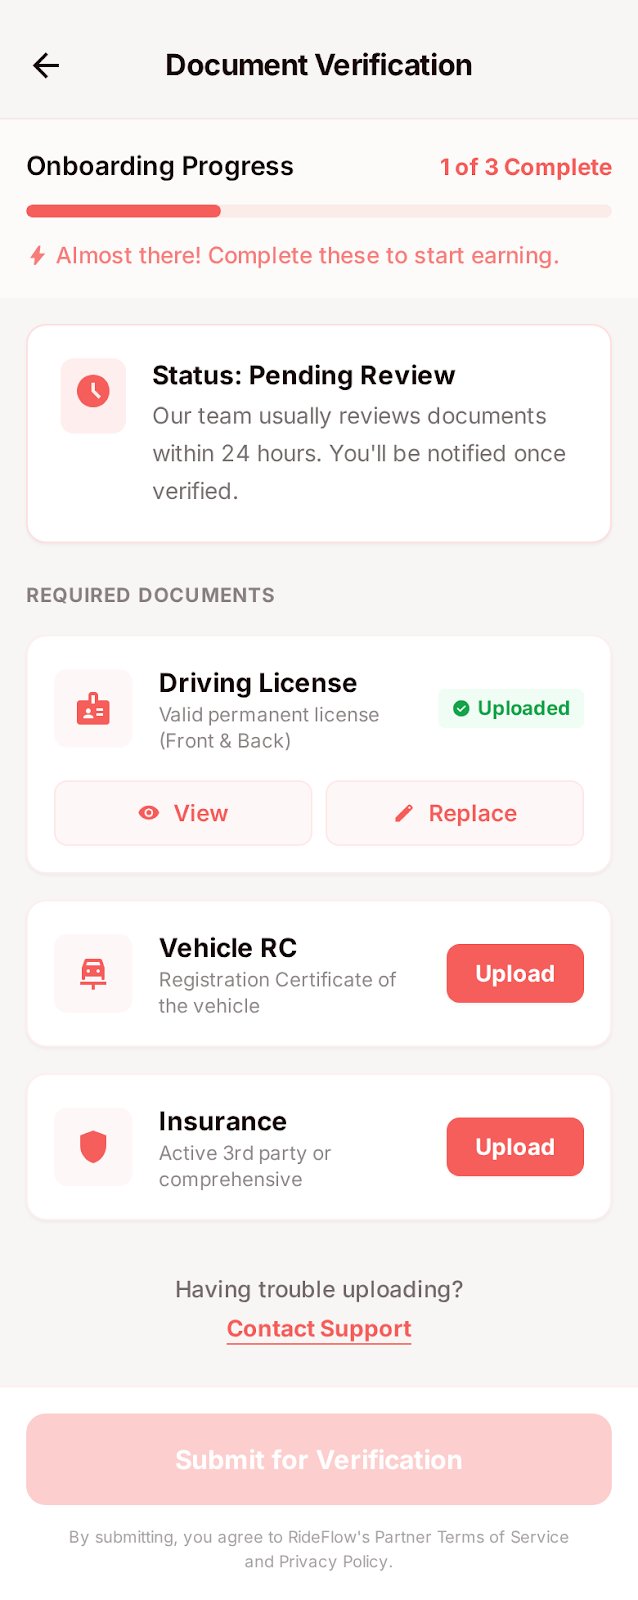 Document Verification
Onboarding Progress
1 of 3 Complete
Almost there! Complete these to start earning.
Status: Pending Review
Our team usually reviews documents
within 24 hours. You'll be notified once
verified.
REQUIRED DOCUMENTS
Driving License
Valid permanent license
(Front & Back)
Uploaded
View
Replace
Vehicle RC
Registration Certificate of
the vehicle
Upload
Insurance
Active 3rd party or
comprehensive
Upload
Having trouble uploading?
Contact Support
Submit for Verification
By submitting, you agree to RideFlow's Partner Terms of Service
and Privacy Policy.